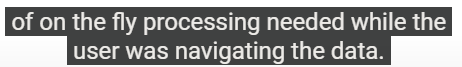 of on the fly processing needed while the
user was navigating the data.